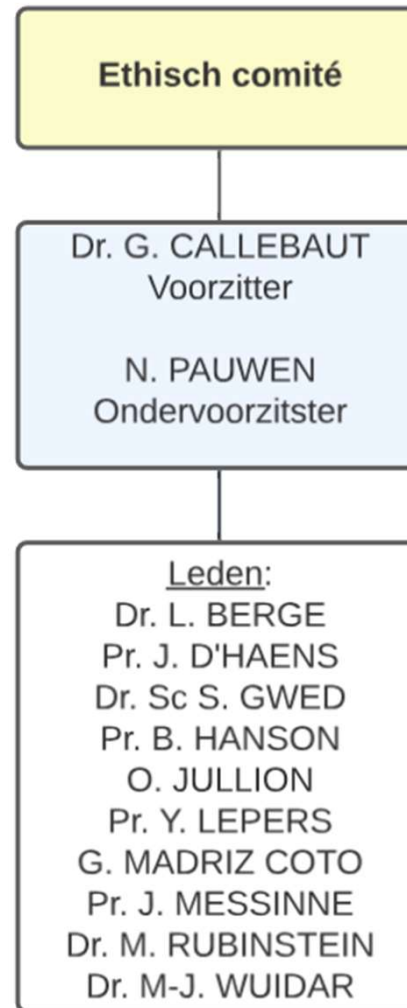 Ethisch comité
Dr. G. CALLEBAUT
Voorzitter
N. PAUWEN
Ondervoorzitster
Leden:
Dr. L. BERGE
Pr. J. D'HAENS
Dr. Sc S. GWED
Pr. B. HANSON
O. JULLION
Pr. Y. LEPERS
G. MADRIZ COTO
Pr. J. MESSINNE
Dr. M. RUBINSTEIN
Dr. M-J. WUIDAR